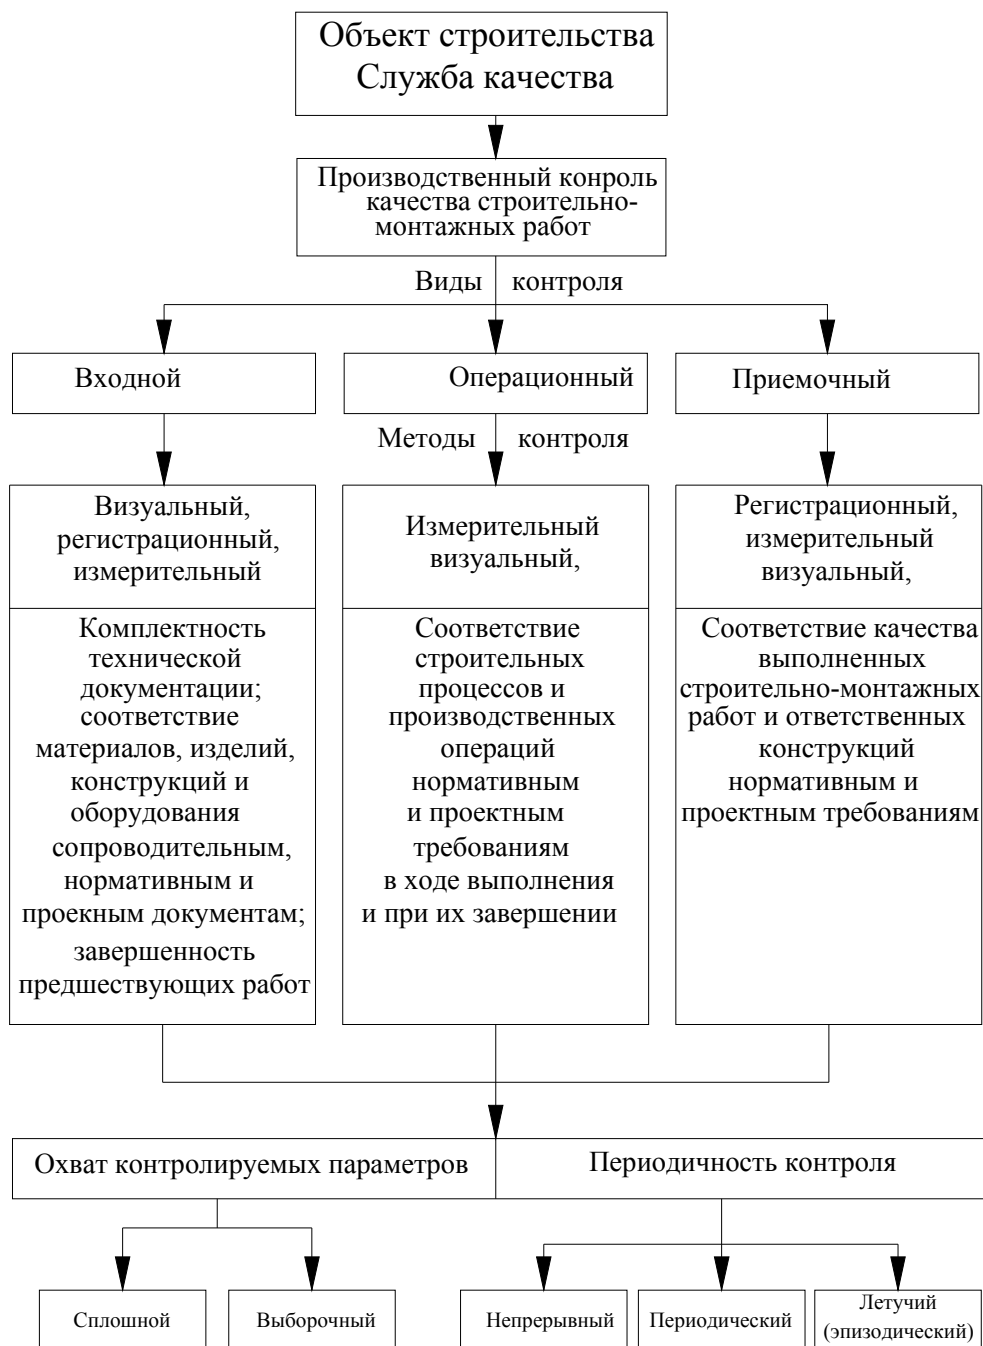 Объект строительства
Служба качества
Производственный конроль
качества строительно-
монтажных работ
Виды контроля
Входной
Операционный
Приемочный
Методы контроля
Визуальный,
регистрационный,
измерительный
Измерительный
визуальный,
Регистрационный,
измерительный
визуальный,
Комплектность
технической
документации;
соответствие
материалов, изделий,
конструкций и
оборудования
сопроводительным,
нормативным и
проекным документам;
завершенность
предшествующих работ
Соответствие
строительных
процессов и
производственных
операций
нормативным
и проектным
требованиям
в ходе выполнения
и при их завершении
Соответствие качества
выполненных
строительно-монтажных
работ и ответственных
конструкций
нормативным и
проектным требованиям
Охват контролируемых параметров
Периодичность контроля
Сплошной
Выборочный
Непрерывный
Периодический
Летучий
(эпизодический)